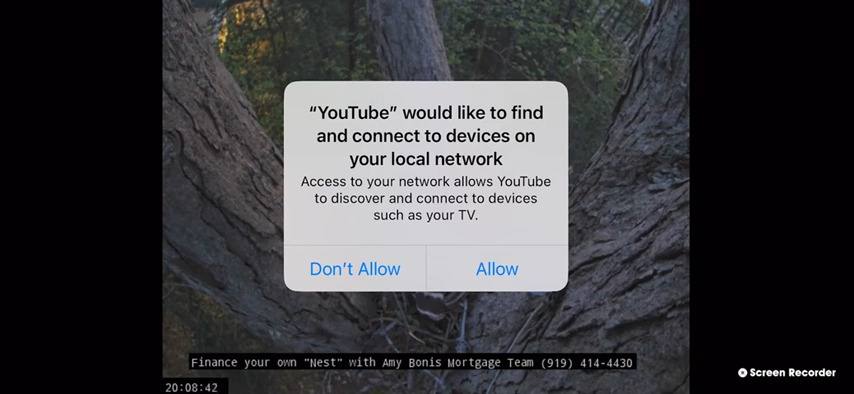 “YouTube” would like to find
and connect to devices on
your local network
Access to your network allows YouTube
to discover and connect to devices
such as your TV.
Don’t Allow
Allow
Finance your own "Nest" with Amy Bonis Mortgage Team (919) 414-4430
Screen Recorder
20:08:42